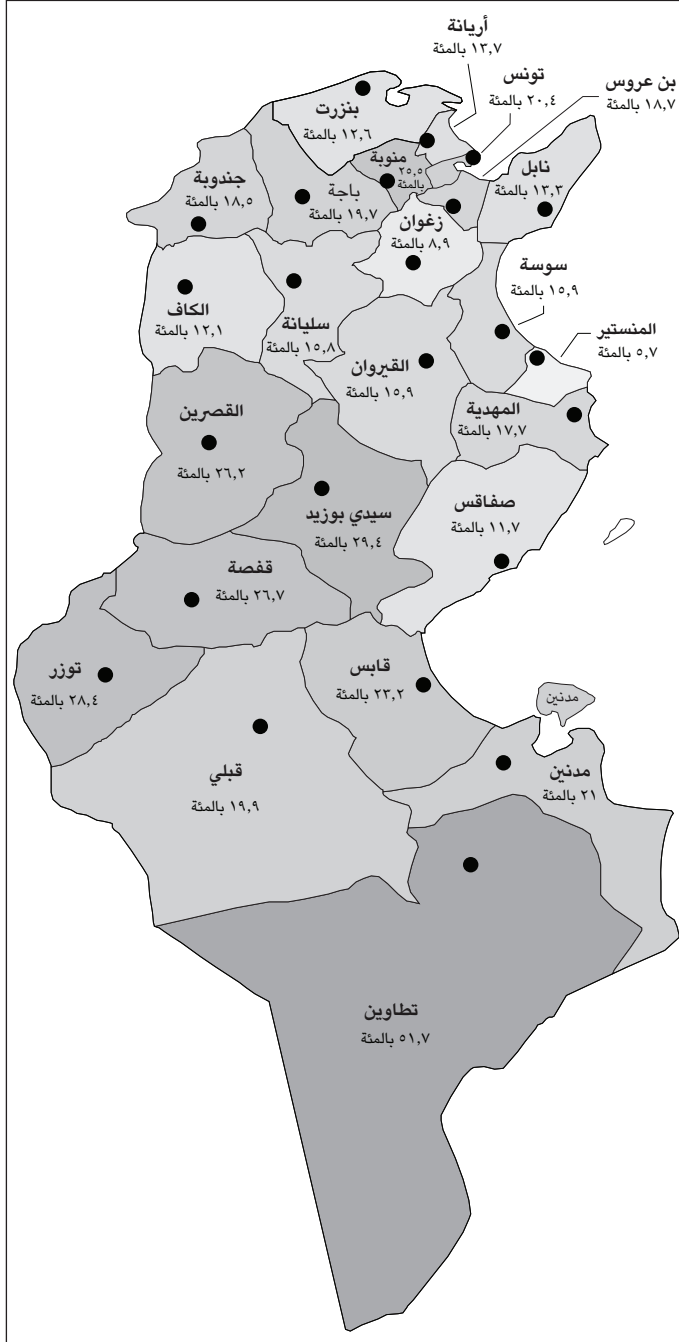 أريانة
١٣,٧ بالمئة
تونس
٢٠,٤ بالمئة
بن عروس
١٨,٧ بالمئة
بنزرت
١٢,٦ بالمئة
منوبة
٢٥,٥
بالمئة
نابل
١٣,٣ بالمئة
جندوبة
١٨,٥ بالمئة
باجة
١٩,٧ بالمئة
زغوان
٨,٩ بالمئة
سوسة
١٥,٩ بالمئة
الكاف
١٢,١ بالمئة
سليانة
١٥,٨ بالمئة
المنستير
٥,٧ بالمئة
القيروان
١٥,٩ بالمئة
القصرين
٢٦,٢ بالمئة
المهدية
١٧,٧ بالمئة
سيدي بوزيد
٢٩,٤ بالمئة
صفاقس
١١,٧ بالمئة
قفصة
٢٦,٧ بالمئة
توزر
٢٨,٤ بالمئة
قابس
٢٣,٢ بالمئة
مدنين
قبلي
١٩,٩ بالمئة
مدنين
٢١ بالمئة
تطاوين
٥١,٧ بالمئة